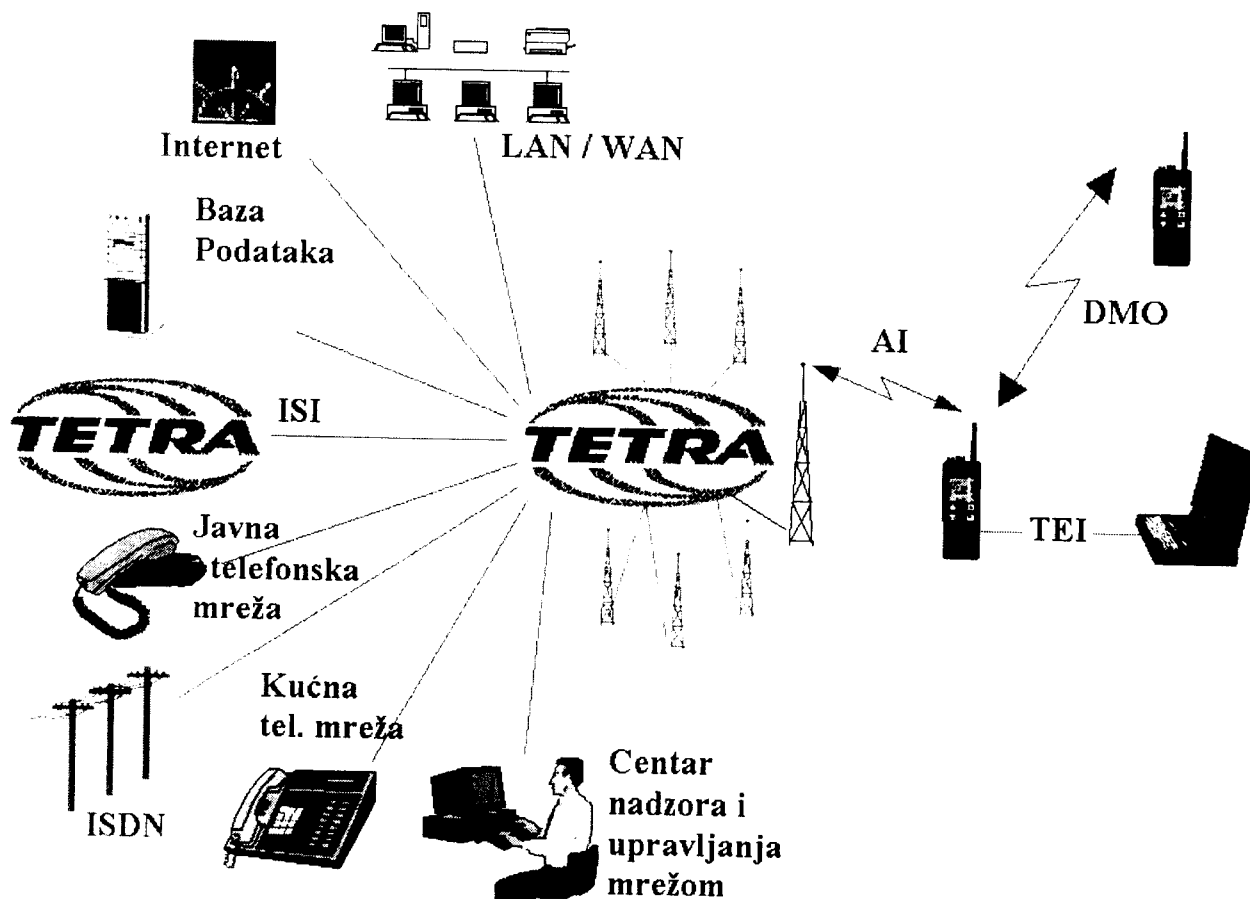 Internet
LAN / WAN
Baza
Podataka
AI
DMO
TETRA
ISI
TETRA
TEI
Javna
telefonska
mreža
Kućna
tel. mreža
ISDN
Centar
nadzora i
upravljanja
mrežom